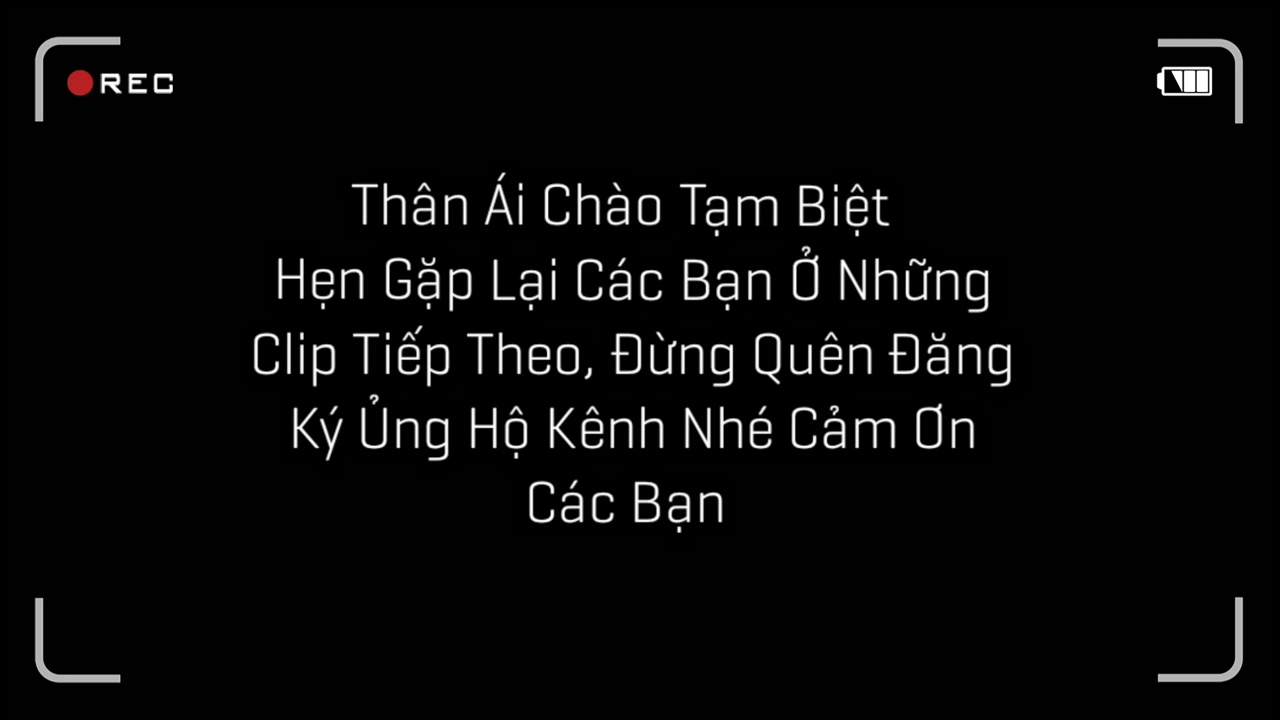 REC
Thân Ái Chào Tạm Biệt
Hẹn Gặp Lại Các Bạn Ở Những
Clip Tiếp Theo, Đừng Quên Đăng
Ký Ủng Hộ Kênh Nhé Cảm Ơn
Các Bạn